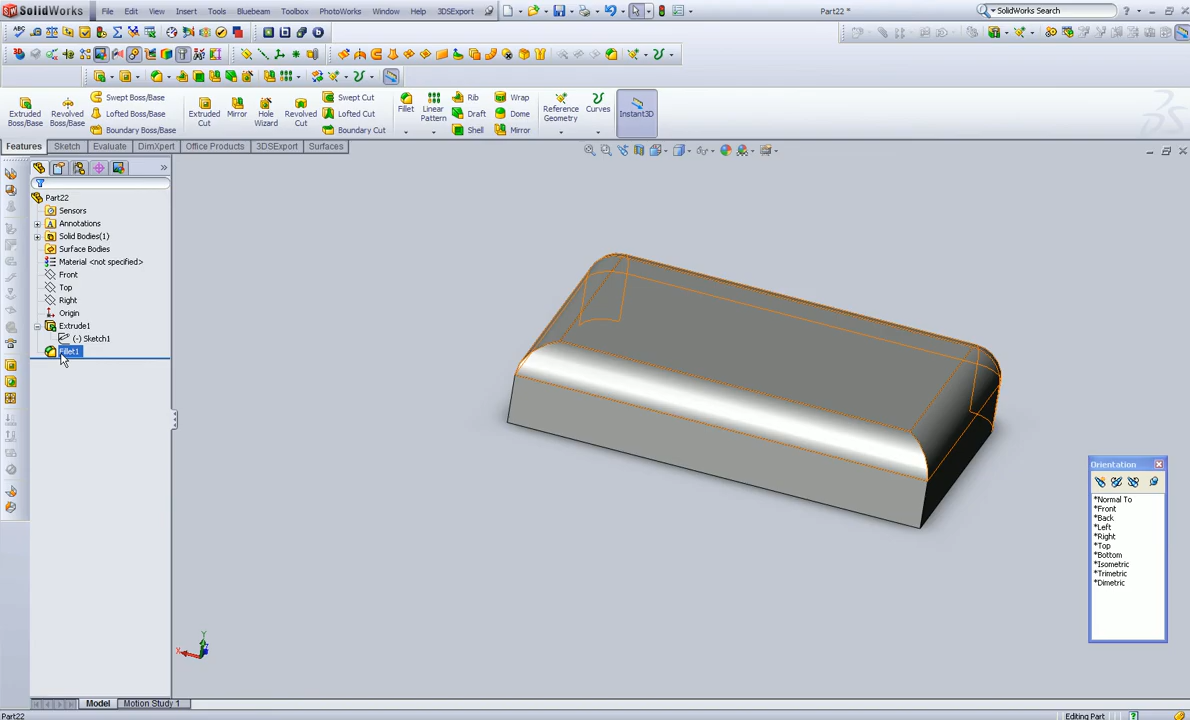 SolidWorks
File Edit View Insert Tools Toolbox Bluebeam PhotoWorks Window Help 3DSExport
Part22 *
SolidWorks Search
Extruded Boss/Base
Revolved Boss/Base
Swept Boss/Base
Lofted Boss/Base
Boundary Boss/Base
Extruded Cut
Mirror
Hole Wizard
Revolved Cut
Swept Cut
Lofted Cut
Boundary Cut
Fillet
Linear Pattern
Rib
Draft
Shell
Wrap
Dome
Mirror
Reference Geometry
Curves
Instant3D
Features Sketch Evaluate DimXpert Office Products 3DSExport Surfaces
Part22
Sensors
Annotations
Solid Bodies(1)
Surface Bodies
Material <not specified>
Front
Top
Right
Origin
Extrude1
(-) Sketch1
Fillet1
Orientation
*Normal To
*Front
*Back
*Left
*Right
*Top
*Bottom
*Isometric
*Trimetric
*Dimetric
Y
X
Model Motion Study 1
Part22
Editing Part